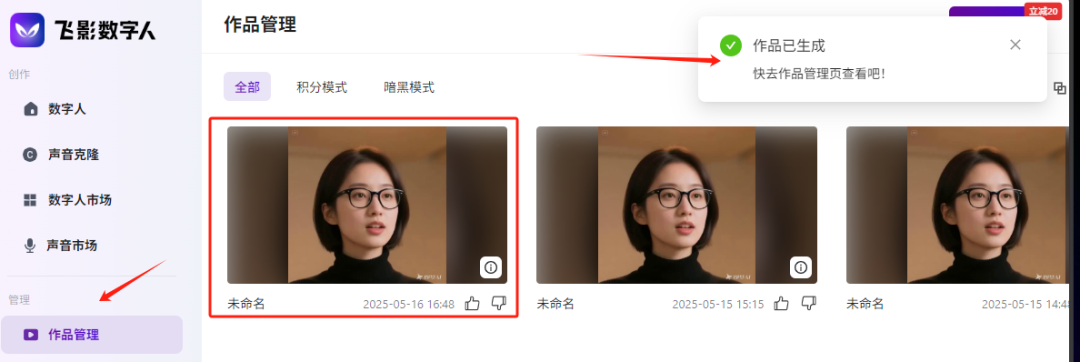 飞影数字人
创作
数字人
声音克隆
数字人市场
声音市场
管理
作品管理
作品管理
立减20
作品已生成
快去作品管理页查看吧！
全部
积分模式
暗黑模式
未命名
2025-05-16 16:48
未命名
2025-05-15 15:15
未命名
2025-05-15 14:48